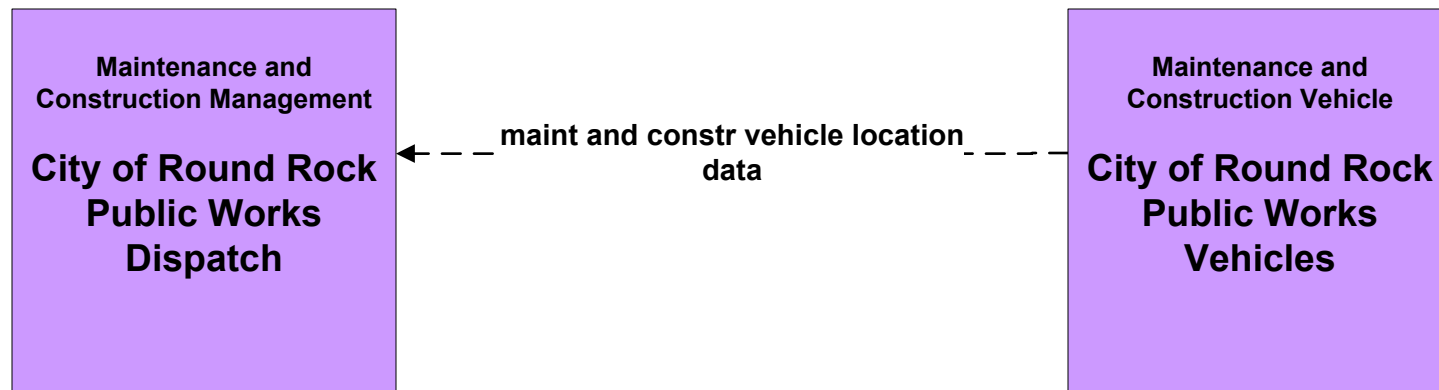 Maintenance and
Construction Management
City of Round Rock
Public Works
Dispatch
maint and constr vehicle location
data
Maintenance and
Construction Vehicle
City of Round Rock
Public Works
Vehicles